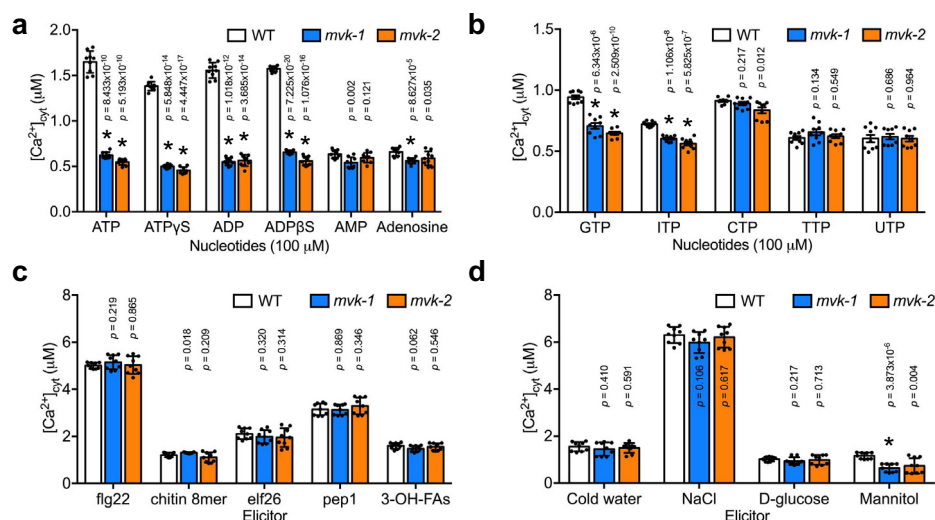 a
WT mvk-1 mvk-2
[Ca2+]cyt (μM)
2.0
1.5
1.0
0.5
0.0
p = 8.433x10-10
p = 5.193x10-10
p = 5.848x10-14
p = 4.447x10-17
p = 1.018x10-12
p = 3.685x10-14
p = 7.225x10-20
p = 1.076x10-16
p = 0.002
p = 0.121
p = 8.827x10-5
p = 0.035
* * * * * * * *
ATP ATPγS ADP ADPβS AMP Adenosine
Nucleotides (100 μM)
b
WT mvk-1 mvk-2
[Ca2+]cyt (μM)
1.5
1.0
0.5
0.0
p = 6.343x10-6
p = 2.509x10-10
p = 1.106x10-8
p = 5.825x10-7
p = 0.217
p = 0.012
p = 0.134
p = 0.549
p = 0.686
p = 0.964
* * * *
GTP ITP CTP TTP UTP
Nucleotides (100 μM)
c
WT mvk-1 mvk-2
[Ca2+]cyt (μM)
8
6
4
2
0
p = 0.219
p = 0.865
p = 0.018
p = 0.209
p = 0.320
p = 0.314
p = 0.869
p = 0.346
p = 0.062
p = 0.546
flg22 chitin 8mer elf26 pep1 3-OH-FAs
Elicitor
d
WT mvk-1 mvk-2
[Ca2+]cyt (μM)
8
6
4
2
0
p = 0.410
p = 0.591
p = 0.106
p = 0.617
p = 0.217
p = 0.713
p = 3.873x10-6
p = 0.004
*
Cold water NaCl D-glucose Mannitol
Elicitor